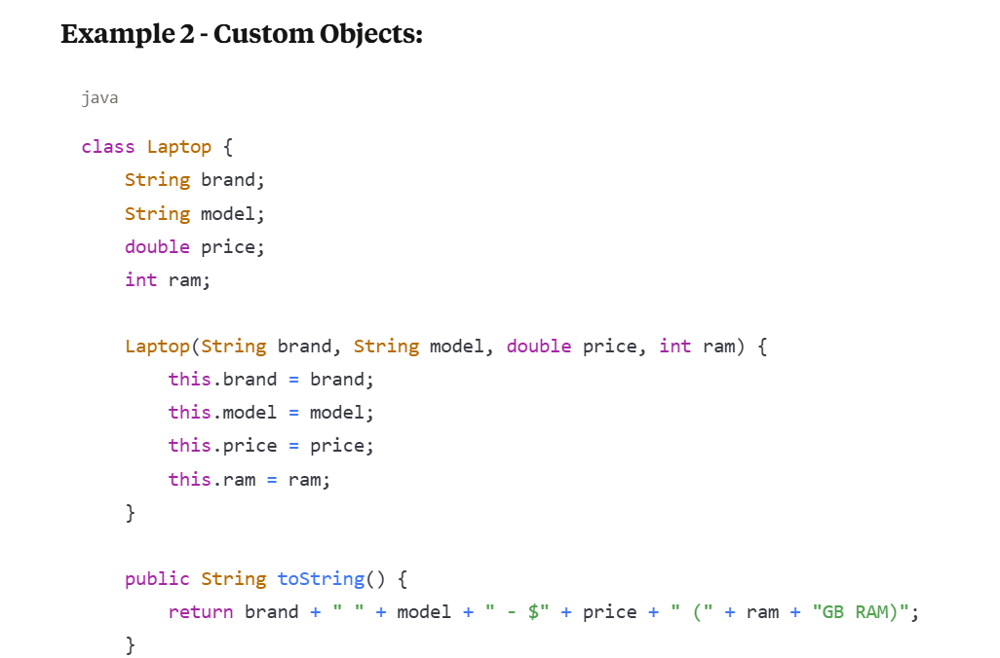 Example 2 - Custom Objects:
java
class Laptop {
    String brand;
    String model;
    double price;
    int ram;

    Laptop(String brand, String model, double price, int ram) {
        this.brand = brand;
        this.model = model;
        this.price = price;
        this.ram = ram;
    }

    public String toString() {
        return brand + " " + model + " - $" + price + " (" + ram + "GB RAM)";
    }